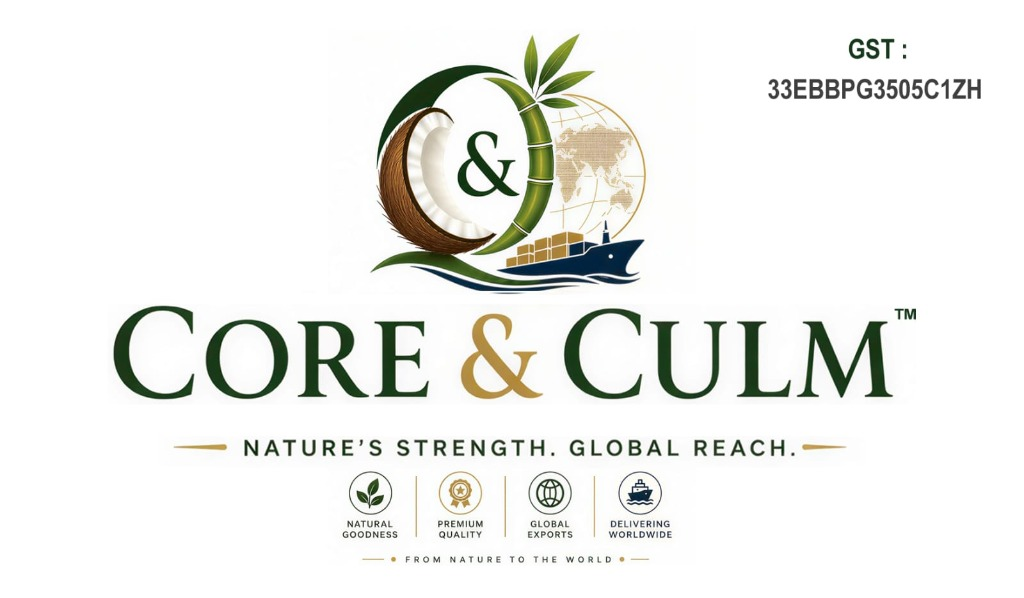 GST :
33EBBPG3505C1ZH
&
CORE & CULM™
NATURE'S STRENGTH. GLOBAL REACH.
NATURAL GOODNESS
PREMIUM QUALITY
GLOBAL EXPORTS
DELIVERING WORLDWIDE
FROM NATURE TO THE WORLD